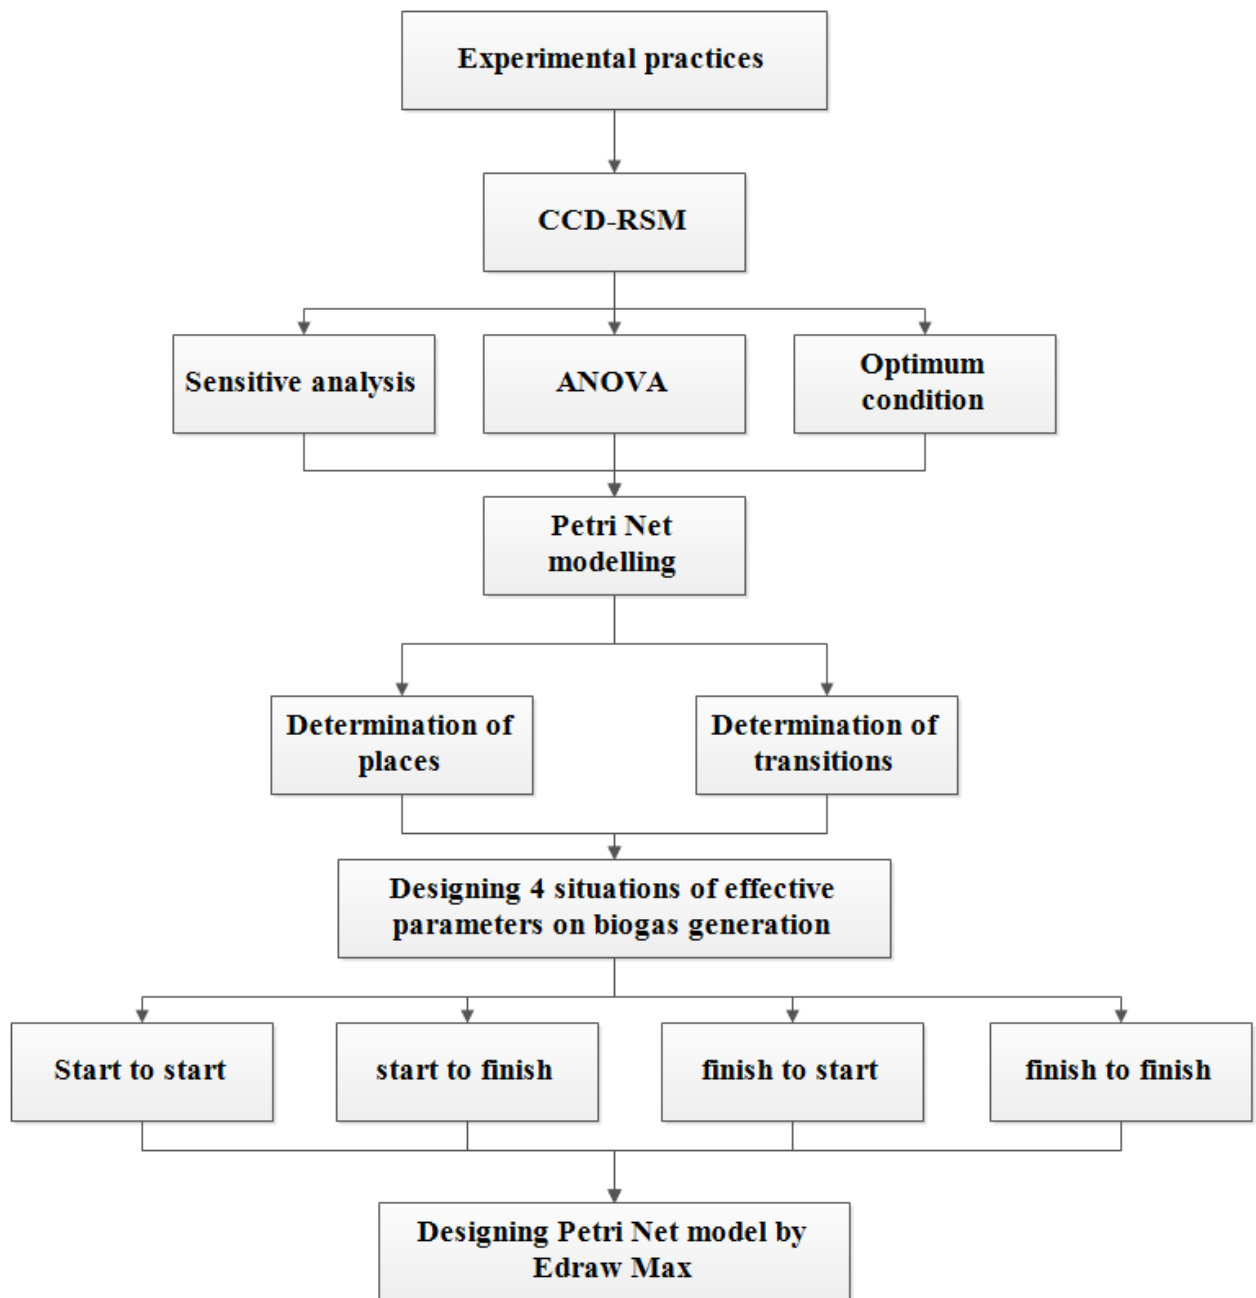 Experimental practices
CCD-RSM
Sensitive analysis
ANOVA
Optimum
condition
Petri Net
modelling
Determination of
places
Determination of
transitions
Designing 4 situations of effective
parameters on biogas generation
Start to start
start to finish
finish to start
finish to finish
Designing Petri Net model by
Edraw Max